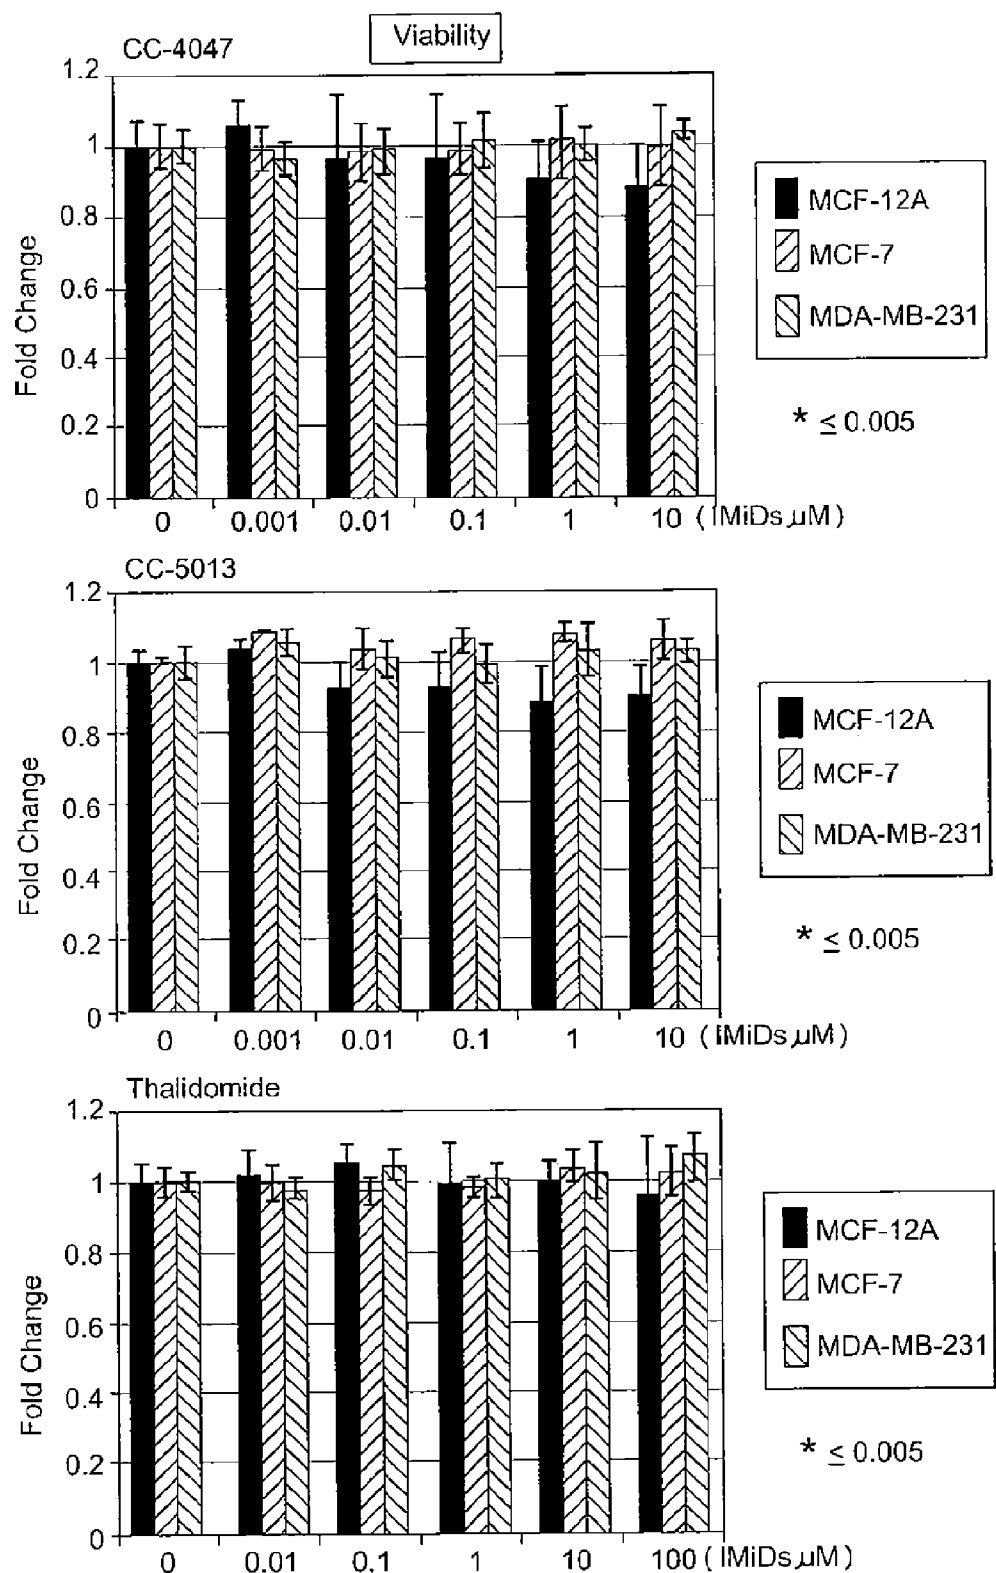 Viability
CC-4047
Fold Change
1.2
1
0.8
0.6
0.4
0.2
0
0 0.001 0.01 0.1 1 10 (IMiDs,µM)
MCF-12A
MCF-7
MDA-MB-231
* ≤ 0.005
CC-5013
Fold Change
1.2
1
0.8
0.6
0.4
0.2
0
0 0.001 0.01 0.1 1 10 (IMiDs,µM)
MCF-12A
MCF-7
MDA-MB-231
* ≤ 0.005
Thalidomide
Fold Change
1.2
1
0.8
0.6
0.4
0.2
0
0 0.01 0.1 1 10 100 (IMiDs,µM)
MCF-12A
MCF-7
MDA-MB-231
* ≤ 0.005